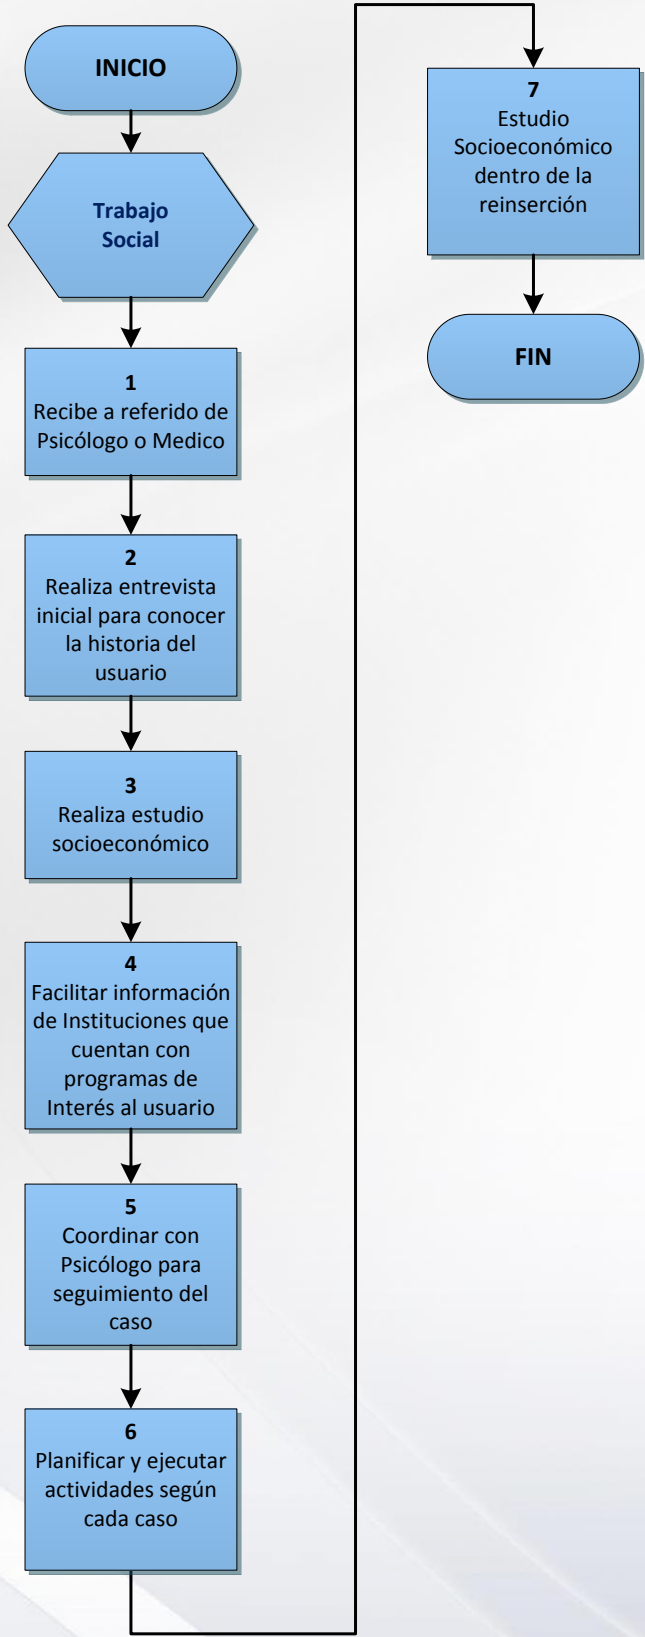 INICIO
Trabajo
Social
1
Recibe a referido de
Psicólogo o Medico
2
Realiza entrevista
inicial para conocer
la historia del
usuario
3
Realiza estudio
socioeconómico
4
Facilitar información
de Instituciones que
cuentan con
programas de
Interés al usuario
5
Coordinar con
Psicólogo para
seguimiento del
caso
6
Planificar y ejecutar
actividades según
cada caso
7
Estudio
Socioeconómico
dentro de la
reinserción
FIN